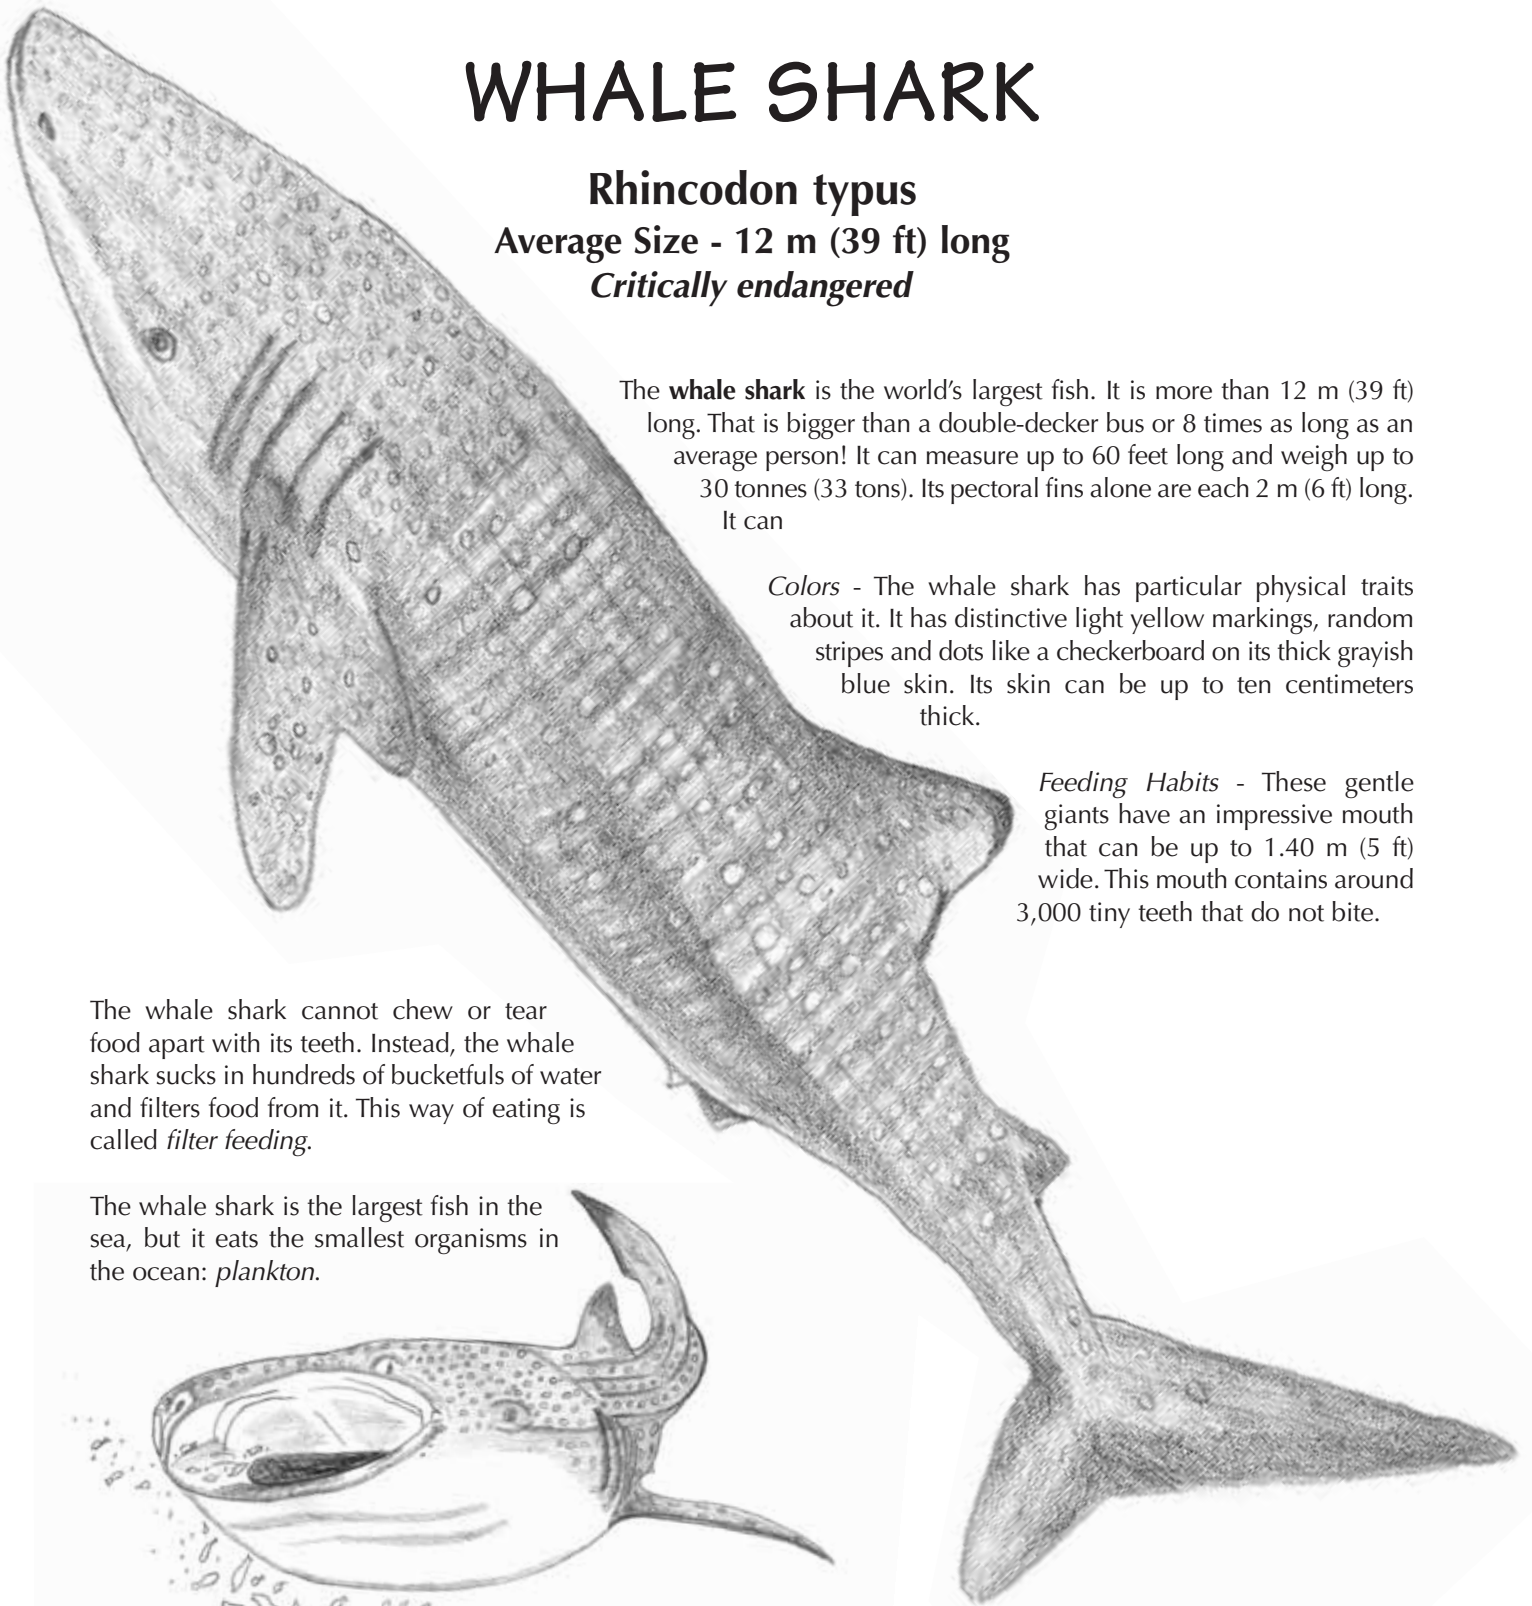 WHALE SHARK
Rhincodon typus
Average Size - 12 m (39 ft) long
Critically endangered
The whale shark is the world’s largest fish. It is more than 12 m (39 ft)
long. That is bigger than a double-decker bus or 8 times as long as an
average person! It can measure up to 60 feet long and weigh up to
30 tonnes (33 tons). Its pectoral fins alone are each 2 m (6 ft) long.
It can
Colors - The whale shark has particular physical traits
about it. It has distinctive light yellow markings, random
stripes and dots like a checkerboard on its thick grayish
blue skin. Its skin can be up to ten centimeters
thick.
Feeding Habits - These gentle
giants have an impressive mouth
that can be up to 1.40 m (5 ft)
wide. This mouth contains around
3,000 tiny teeth that do not bite.
The whale shark cannot chew or tear
food apart with its teeth. Instead, the whale
shark sucks in hundreds of bucketfuls of water
and filters food from it. This way of eating is
called filter feeding.
The whale shark is the largest fish in the
sea, but it eats the smallest organisms in
the ocean: plankton.